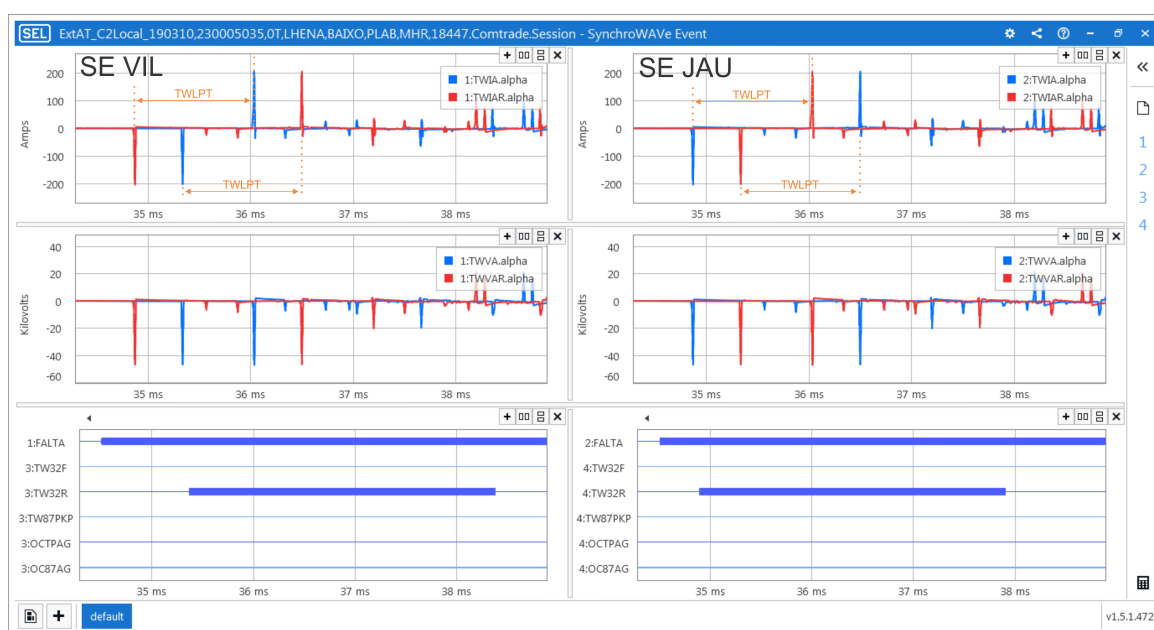 SEL ExtAT_C2Local_190310,230005035,0T,LHENA,BAIXO,PLAB,MHR,18447.Comtrade.Session - SynchroWAVe Event
SE VIL
200
100
0
-100
-200
Amps
TWLPT
TWLPT
1:TWIA.alpha
1:TWIAR.alpha
35 ms 36 ms 37 ms 38 ms
SE JAU
200
100
0
-100
-200
Amps
TWLPT
TWLPT
2:TWIA.alpha
2:TWIAR.alpha
35 ms 36 ms 37 ms 38 ms
1
2
3
4
40
20
0
-20
-40
-60
Kilovolts
1:TWVA.alpha
1:TWVAR.alpha
35 ms 36 ms 37 ms 38 ms
40
20
0
-20
-40
-60
Kilovolts
2:TWVA.alpha
2:TWVAR.alpha
35 ms 36 ms 37 ms 38 ms
1:FALTA
3:TW32F
3:TW32R
3:TW87PKP
3:OCTPAG
3:OC87AG
35 ms 36 ms 37 ms 38 ms
2:FALTA
4:TW32F
4:TW32R
4:TW87PKP
4:OCTPAG
4:OC87AG
35 ms 36 ms 37 ms 38 ms
default
v1.5.1.472